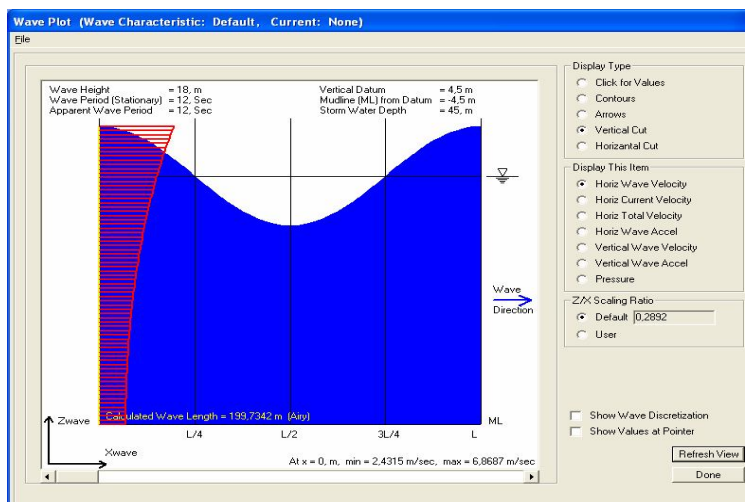 Wave Plot (Wave Characteristic: Default, Current: None)
File
Wave Height = 18, m
Wave Period (Stationary) = 12, Sec
Apparent Wave Period = 12, Sec
Vertical Datum = 4,5 m
Mudline (ML) from Datum = -4,5 m
Storm Water Depth = 45, m
Wave
Direction
Calculated Wave Length = 199,7342 m (Airy)
ML
Zwave
Xwave
L/4
L/2
3L/4
L
At x = 0, m, min = 2,4315 m/sec, max = 6,8687 m/sec
Display Type
Click for Values
Contours
Arrows
Vertical Cut
Horizantal Cut
Display This Item
Horiz Wave Velocity
Horiz Current Velocity
Horiz Total Velocity
Horiz Wave Accel
Vertical Wave Velocity
Vertical Wave Accel
Pressure
Z/X Scaling Ratio
Default 0,2892
User
Show Wave Discretization
Show Values at Pointer
Refresh View
Done